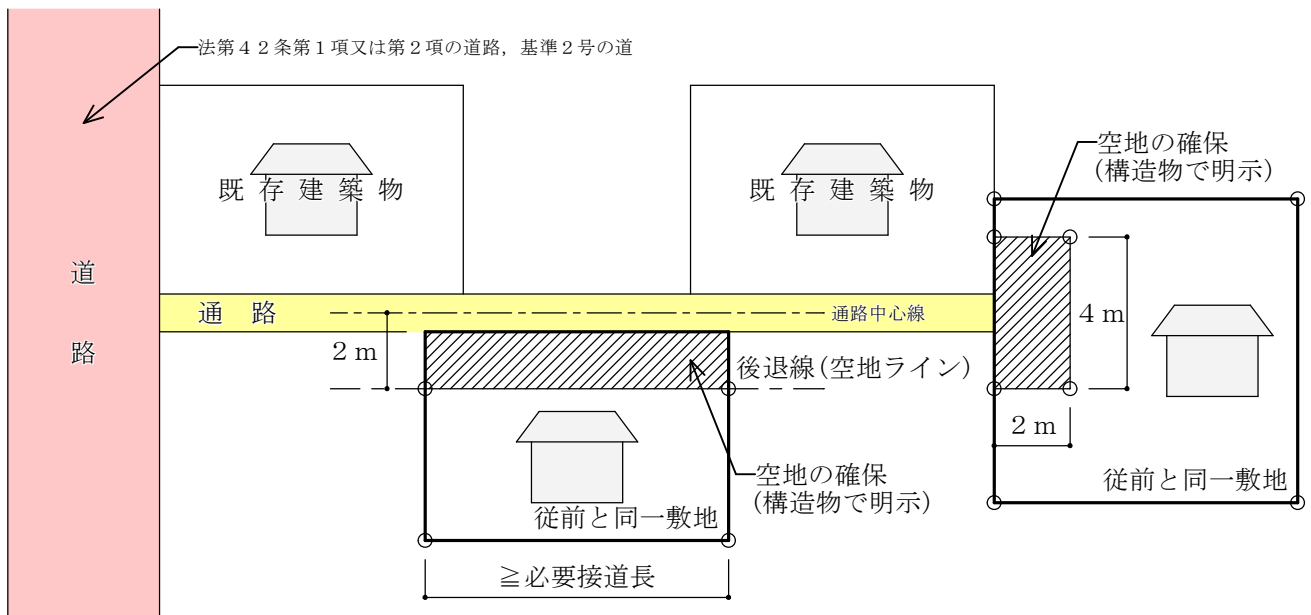 法第４２条第１項又は第２項の道路，基準２号の道
空地の確保
(構造物で明示)
既存建築物
既存建築物
道路
通路
通路中心線
４ｍ
２ｍ
後退線(空地ライン)
２ｍ
空地の確保
(構造物で明示)
従前と同一敷地
従前と同一敷地
≧必要接道長